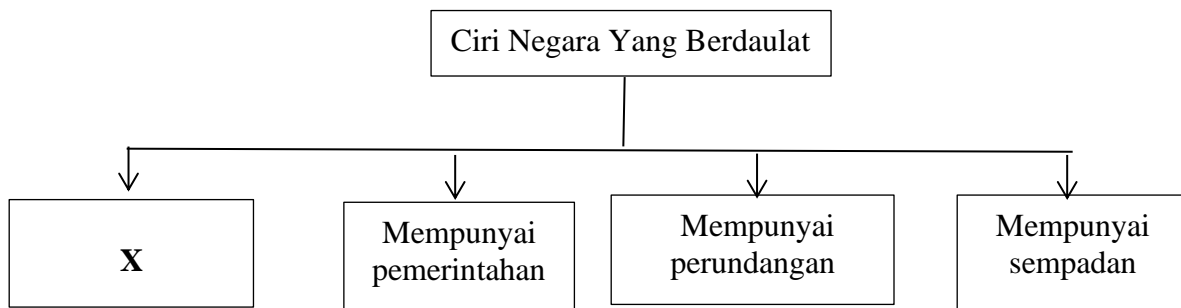 Ciri Negara Yang Berdaulat
X
Mempunyai
pemerintahan
Mempunyai
perundangan
Mempunyai
sempadan